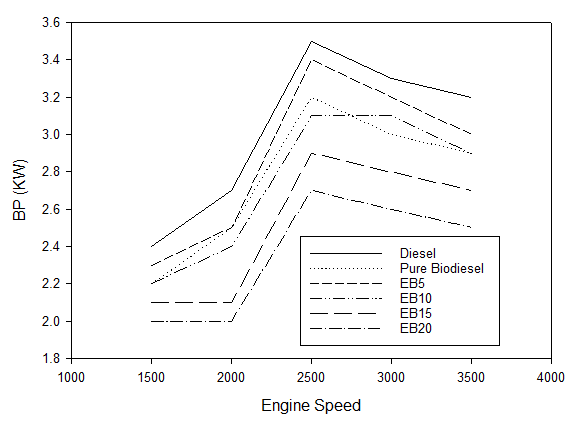 3.6
3.4
3.2
3.0
2.8
2.6
2.4
2.2
2.0
1.8
BP (KW)
Diesel
Pure Biodiesel
EB5
EB10
EB15
EB20
1000 1500 2000 2500 3000 3500 4000
Engine Speed